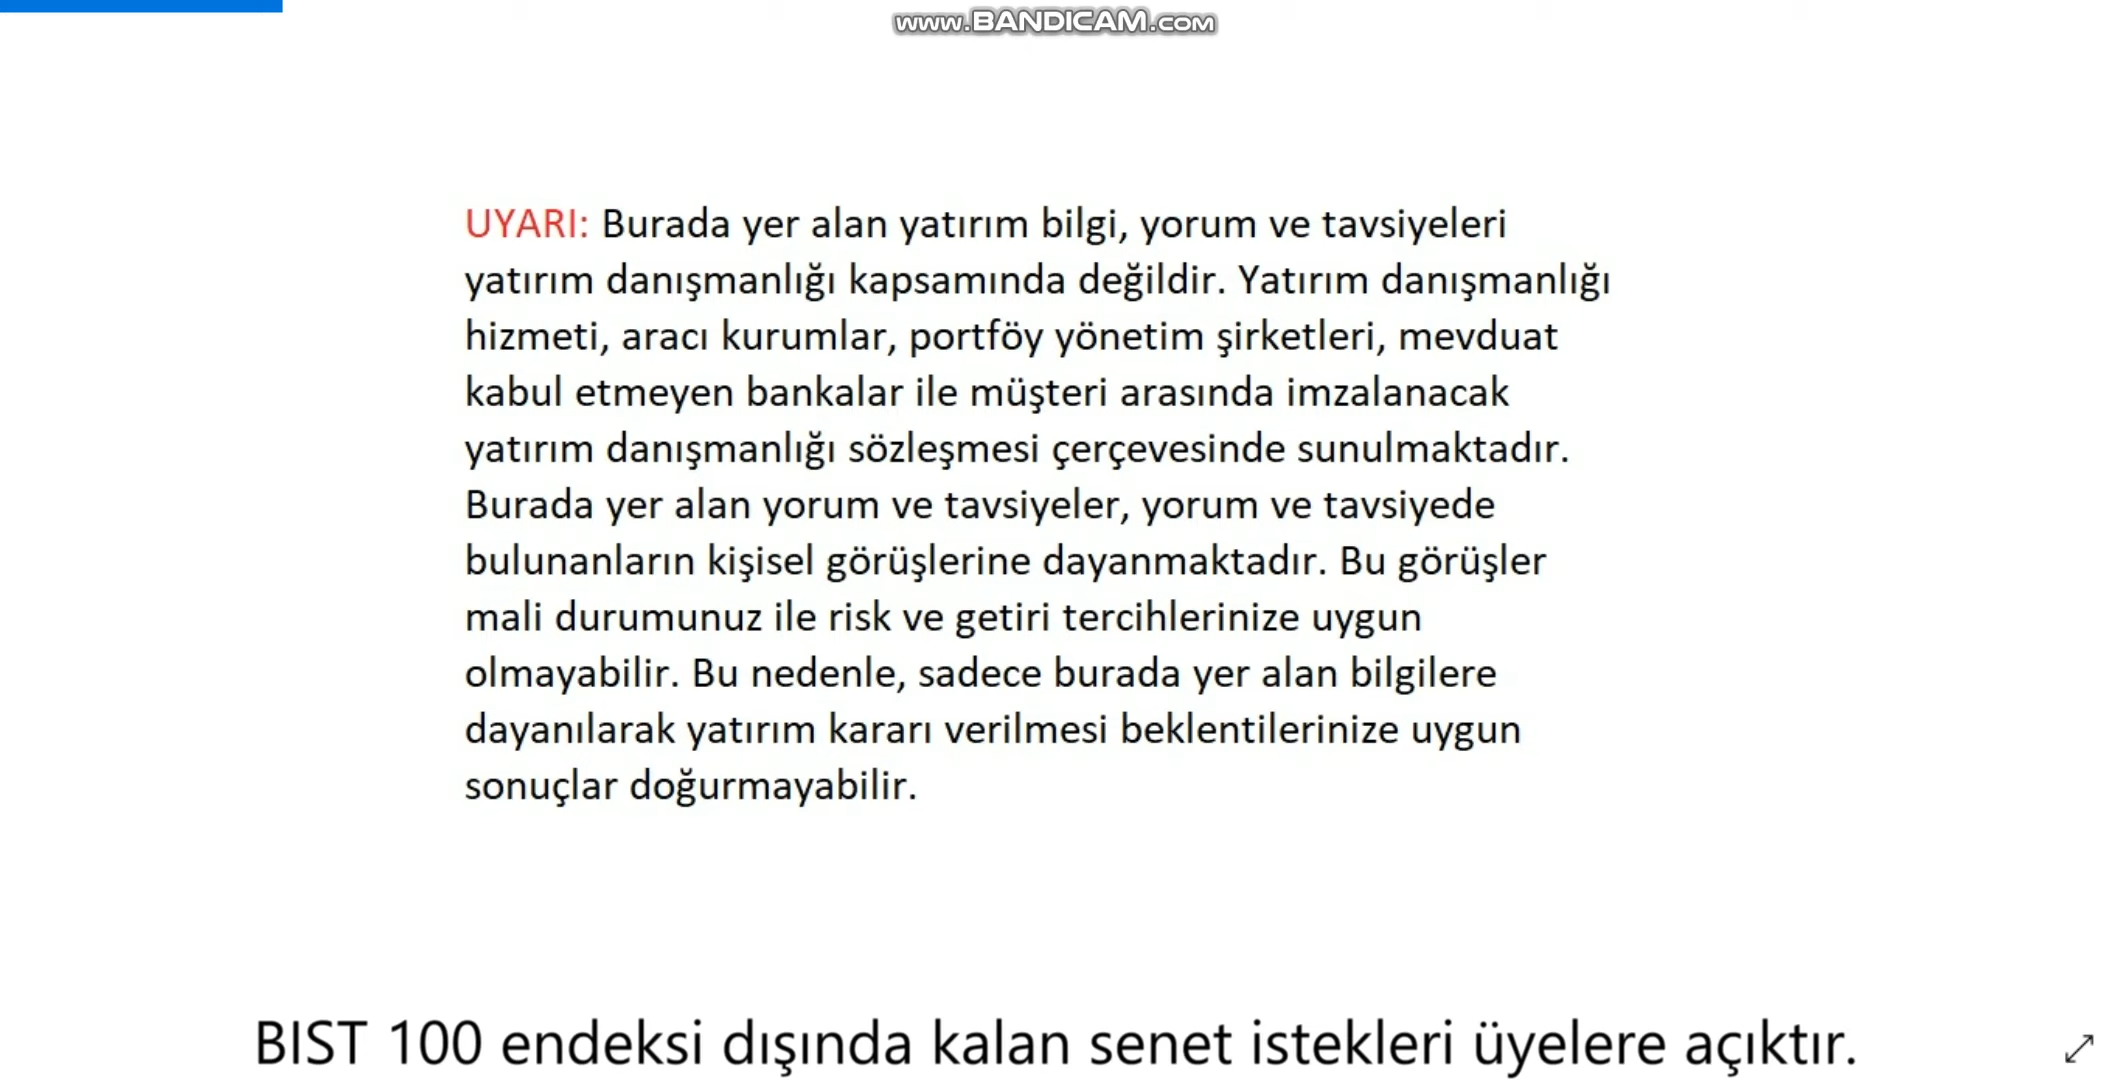 www.BANDICAM.com
UYARI: Burada yer alan yatırım bilgi, yorum ve tavsiyeleri
yatırım danışmanlığı kapsamında değildir. Yatırım danışmanlığı
hizmeti, aracı kurumlar, portföy yönetim şirketleri, mevduat
kabul etmeyen bankalar ile müşteri arasında imzalanacak
yatırım danışmanlığı sözleşmesi çerçevesinde sunulmaktadır.
Burada yer alan yorum ve tavsiyeler, yorum ve tavsiyede
bulunanların kişisel görüşlerine dayanmaktadır. Bu görüşler
mali durumunuz ile risk ve getiri tercihlerinize uygun
olmayabilir. Bu nedenle, sadece burada yer alan bilgilere
dayanılarak yatırım kararı verilmesi beklentilerinize uygun
sonuçlar doğurmayabilir.
BIST 100 endeksi dışında kalan senet istekleri üyelere açıktır.